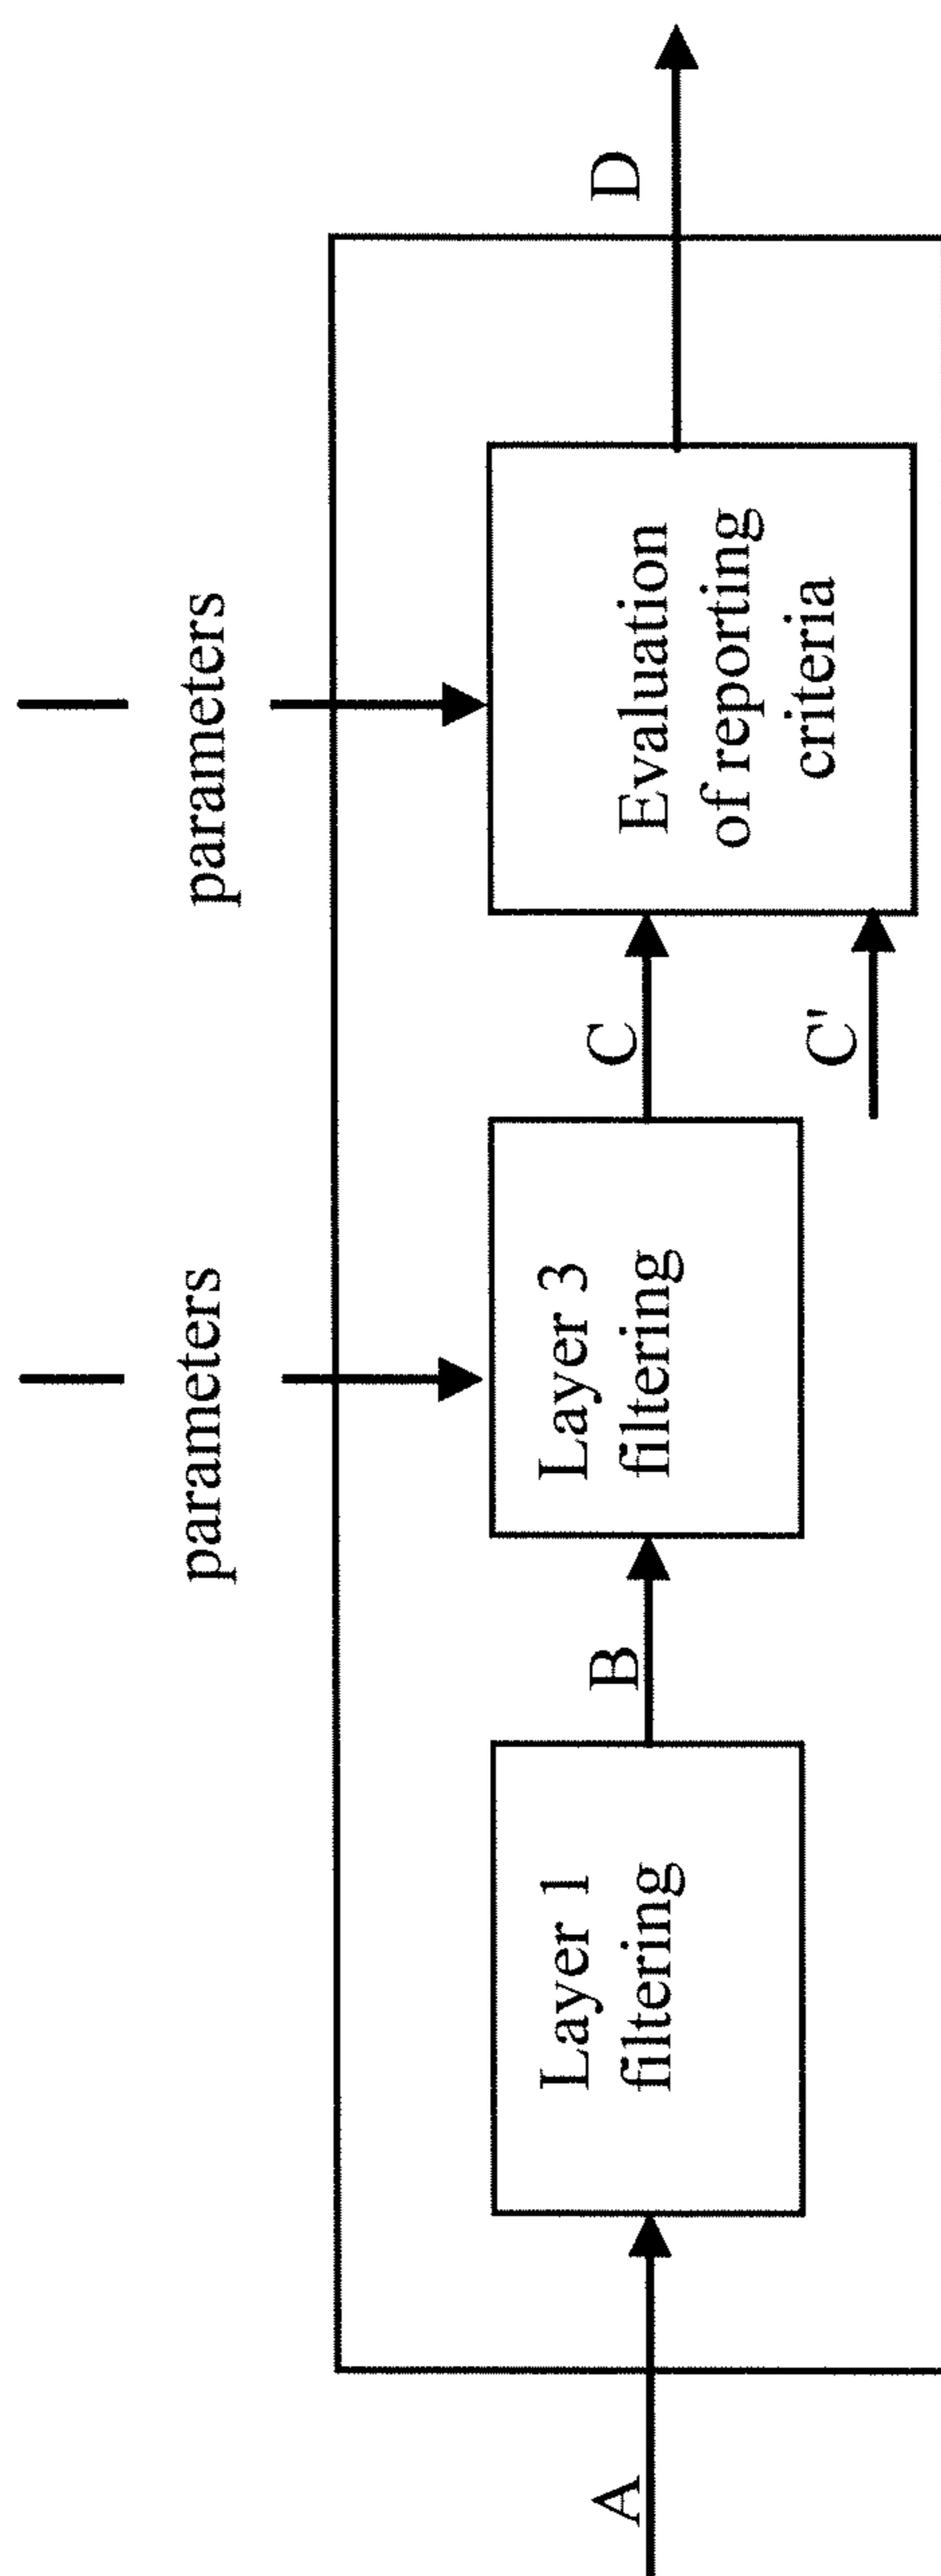 parameters
parameters
A
Layer 1
filtering
B
Layer 3
filtering
C
C'
Evaluation
of reporting
criteria
D